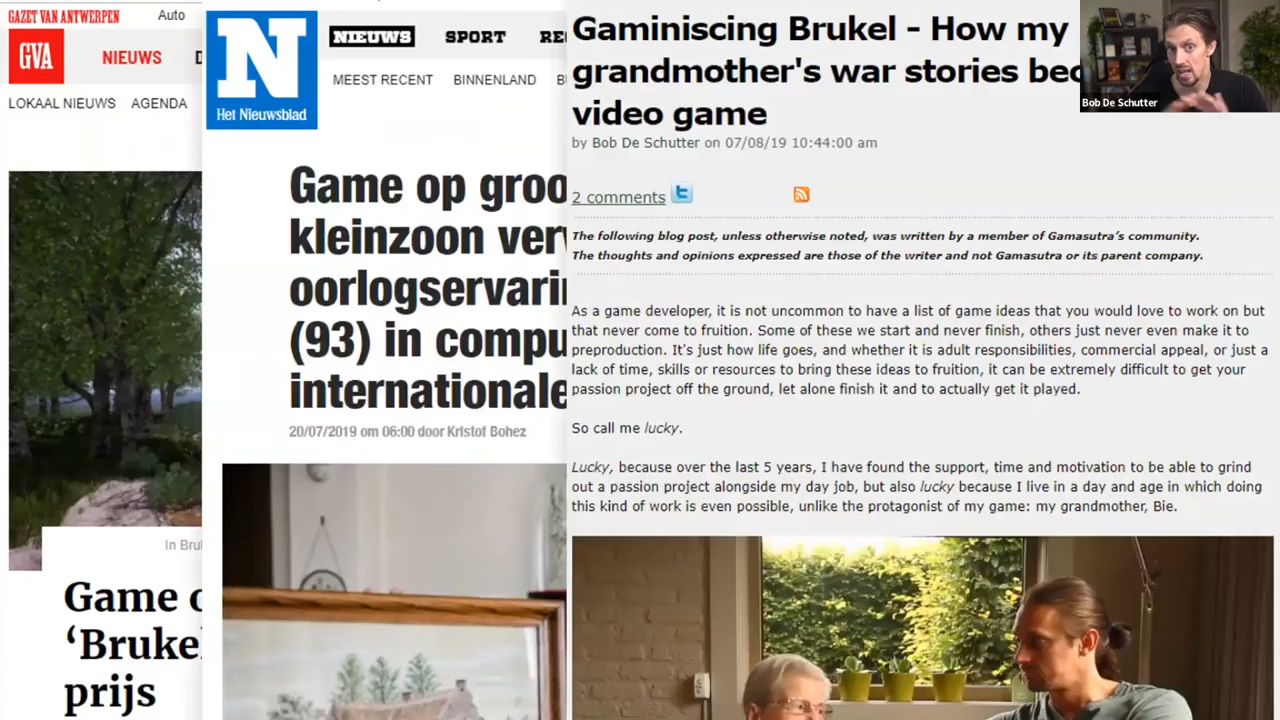 GAZET VAN ANTWERPEN
Auto
GVA
NIEUWS
LOKAAL NIEUWS AGENDA
In
Game
prijs
N
Het Nieuwsblad
NIEUWS SPORT
MEEST RECENT BINNENLAND
Game op
kleinzoon
(93) in
20/07/2019 om 06:00 door Kristof Bohez
Gaminiscing Brukel - How my
grandmother's war stories
video game
by Bob De Schutter on 07/08/19 10:44:00 am
2 comments
The following blog post, unless otherwise noted, was written by a member of Gamasutra's community.
The thoughts and opinions expressed are those of the writer and not Gamasutra or its parent company.
As a game developer, it is not uncommon to have a list of game ideas that you would love to work on but
that never come to fruition. Some of these we start and never finish, others just never even make it to
preproduction. It's just how life goes, and whether it is adult responsibilities, commercial appeal, or just a
lack of time, skills or resources to bring these ideas to fruition, it can be extremely difficult to get your
passion project off the ground, let alone finish it and to actually get it played.
So call me lucky.
Lucky, because over the last 5 years, I have found the support, time and motivation to be able to grind
out a passion project alongside my day job, but also lucky because I live in a day and age in which doing
this kind of work is even possible, unlike the protagonist of my game: my grandmother, Bie.
Bob De Schutter